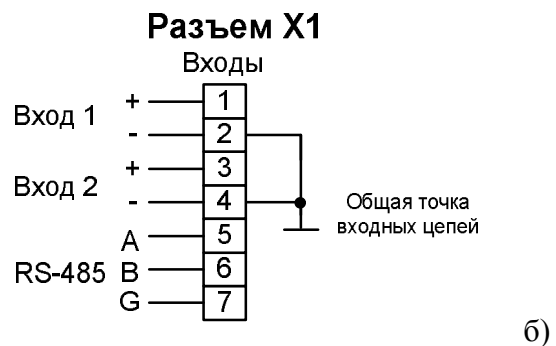 Разъем X1
Входы
Вход 1 + 1
- 2
Вход 2 + 3
- 4
Общая точка
входных цепей
RS-485 A 5
B 6
G 7
б)